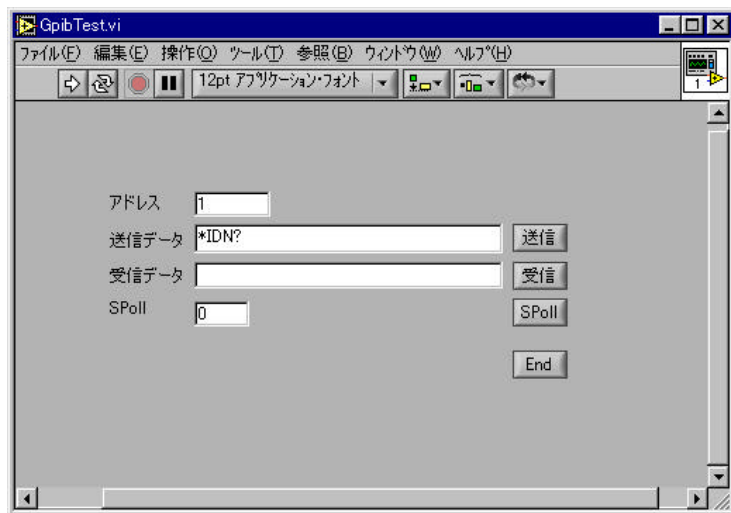 GpibTest.vi
ファイル(F) 編集(E) 操作(O) ツール(T) 参照(B) ウィンドウ(W) ヘルプ(H)
12pt アプリケーション・フォント
1
アドレス 1
送信データ *IDN? 送信
受信データ 受信
SPoll 0 SPoll
End